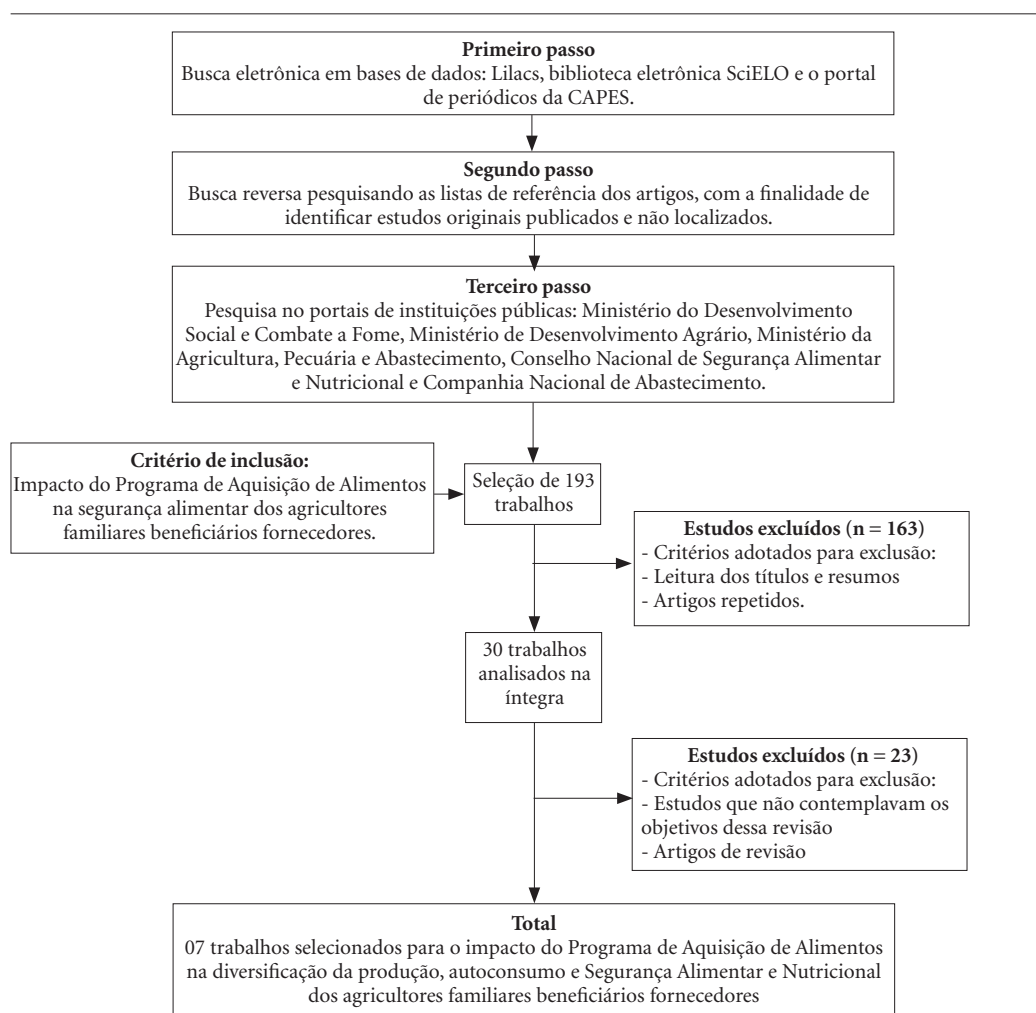 Primeiro passo
Busca eletrônica em bases de dados: Lilacs, biblioteca eletrônica SciELO e o portal
de periódicos da CAPES.
Segundo passo
Busca reversa pesquisando as listas de referência dos artigos, com a finalidade de
identificar estudos originais publicados e não localizados.
Terceiro passo
Pesquisa no portais de instituições públicas: Ministério do Desenvolvimento
Social e Combate a Fome, Ministério de Desenvolvimento Agrário, Ministério da
Agricultura, Pecuária e Abastecimento, Conselho Nacional de Segurança Alimentar
e Nutricional e Companhia Nacional de Abastecimento.
Critério de inclusão:
Impacto do Programa de Aquisição de Alimentos
na segurança alimentar dos agricultores
familiares beneficiários fornecedores.
Seleção de 193
trabalhos
Estudos excluídos (n = 163)
- Critérios adotados para exclusão:
- Leitura dos títulos e resumos
- Artigos repetidos.
30 trabalhos
analisados na
íntegra
Estudos excluídos (n = 23)
- Critérios adotados para exclusão:
- Estudos que não contemplavam os
objetivos dessa revisão
- Artigos de revisão
Total
07 trabalhos selecionados para o impacto do Programa de Aquisição de Alimentos
na diversificação da produção, autoconsumo e Segurança Alimentar e Nutricional
dos agricultores familiares beneficiários fornecedores